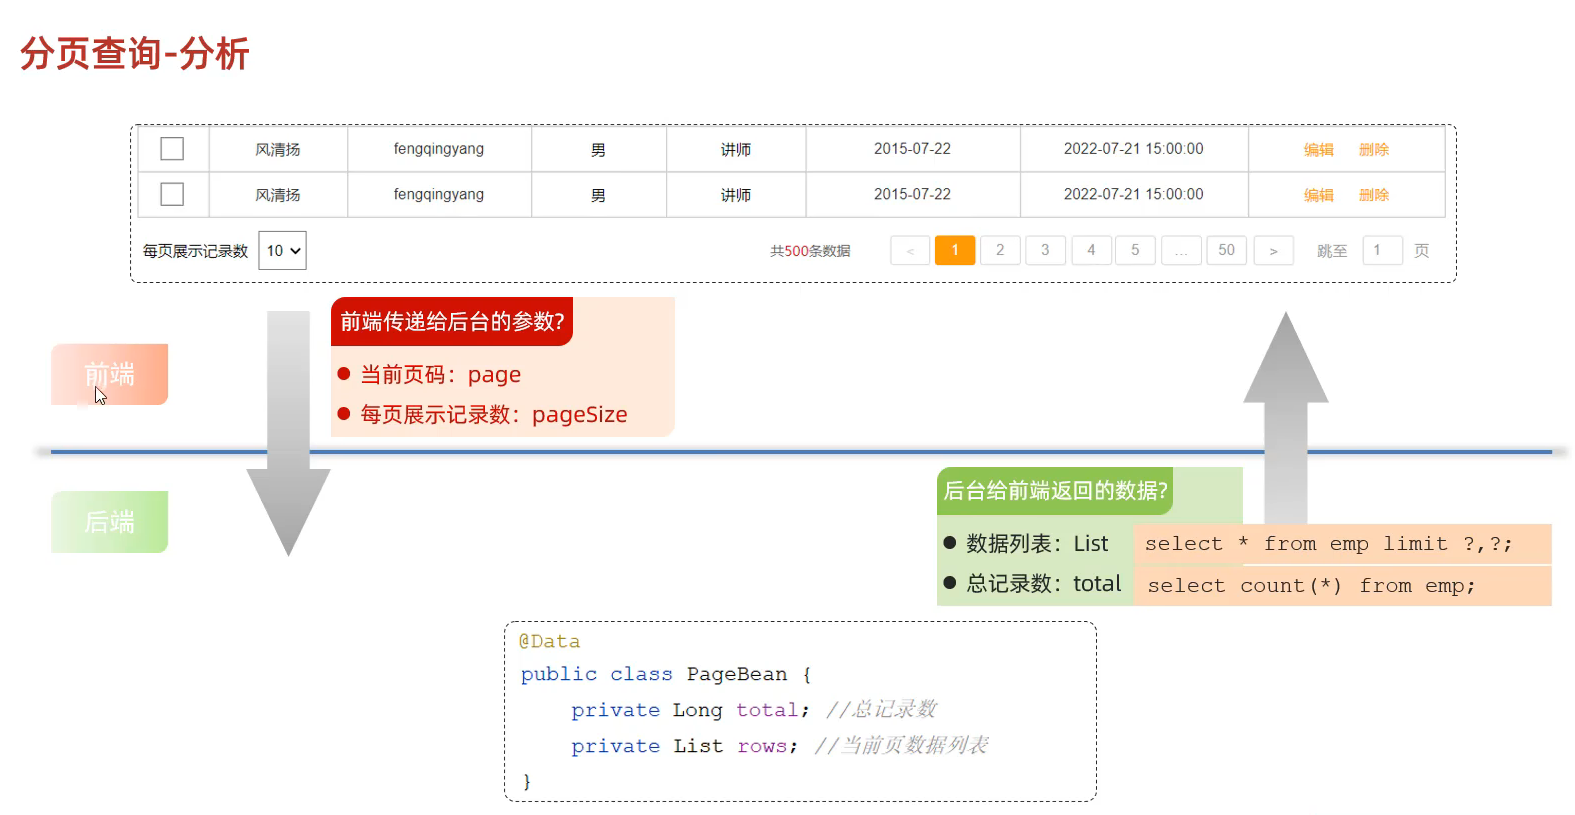 分页查询-分析
风清扬 fengqingyang 男 讲师 2015-07-22 2022-07-21 15:00:00 编辑 删除
风清扬 fengqingyang 男 讲师 2015-07-22 2022-07-21 15:00:00 编辑 删除
每页展示记录数 10 共500条数据 < 1 2 3 4 5 ... 50 > 跳至 1 页
前端传递给后台的参数?
前端
当前页码：page
每页展示记录数：pageSize
后台给前端返回的数据?
后端
数据列表：List select * from emp limit ?,?;
总记录数：total select count(*) from emp;
@Data
public class PageBean {
private Long total; //总记录数
private List rows; //当前页数据列表
}